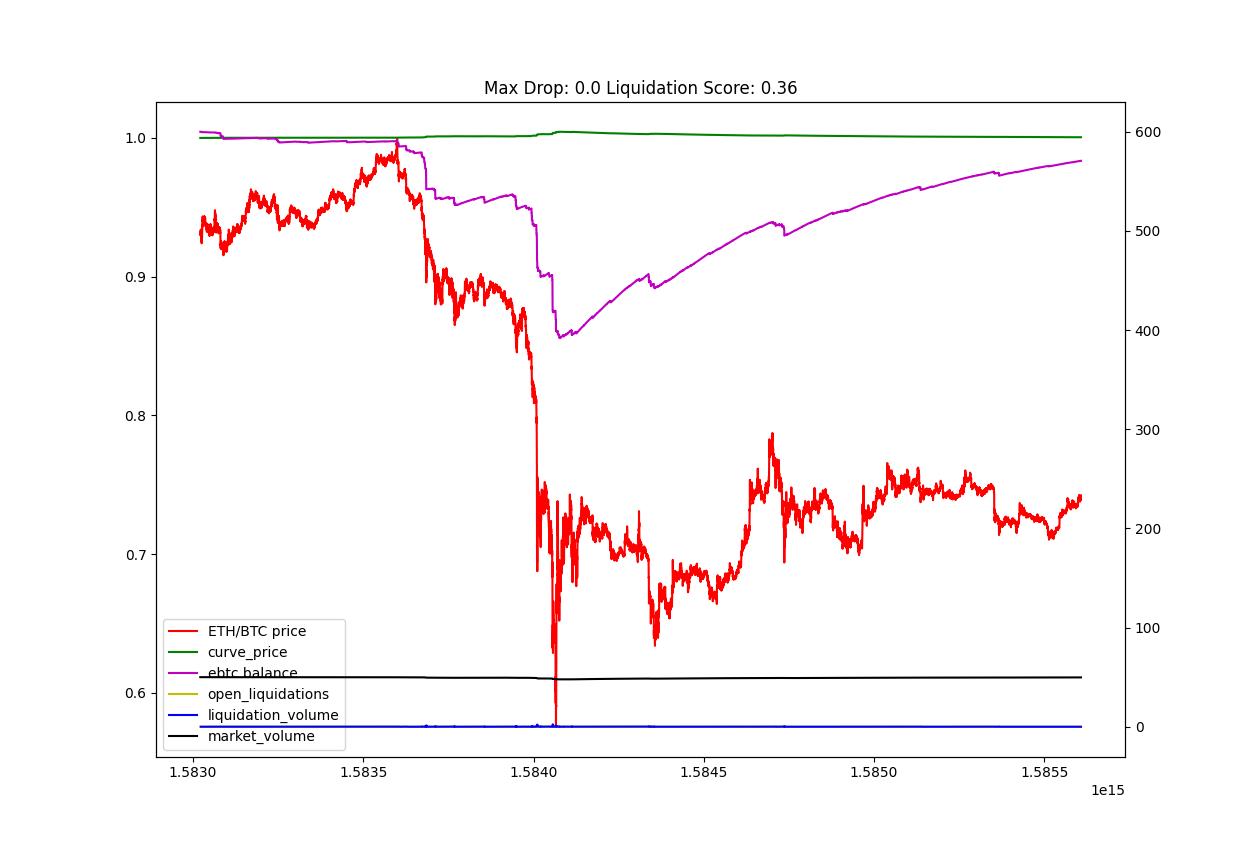 Max Drop: 0.0 Liquidation Score: 0.36
1.0
0.9
0.8
0.7
0.6
600
500
400
300
200
100
0
ETH/BTC price
curve_price
ebtc balance
open_liquidations
liquidation_volume
market_volume
1.5830 1.5835 1.5840 1.5845 1.5850 1.5855
1e15